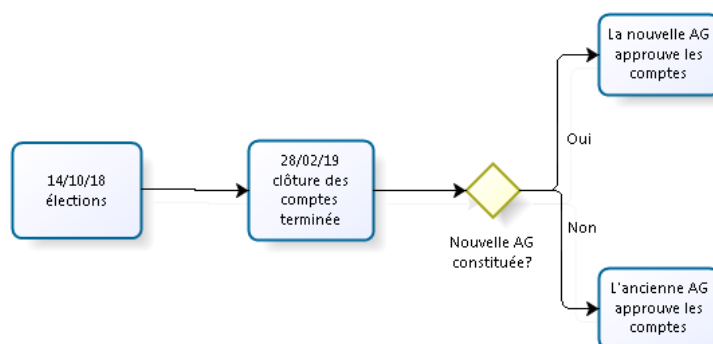 14/10/18
élections
28/02/19
clôture des
comptes
terminée
Nouvelle AG
constituée?
Oui
La nouvelle AG
approuve les
comptes
Non
L'ancienne AG
approuve les
comptes